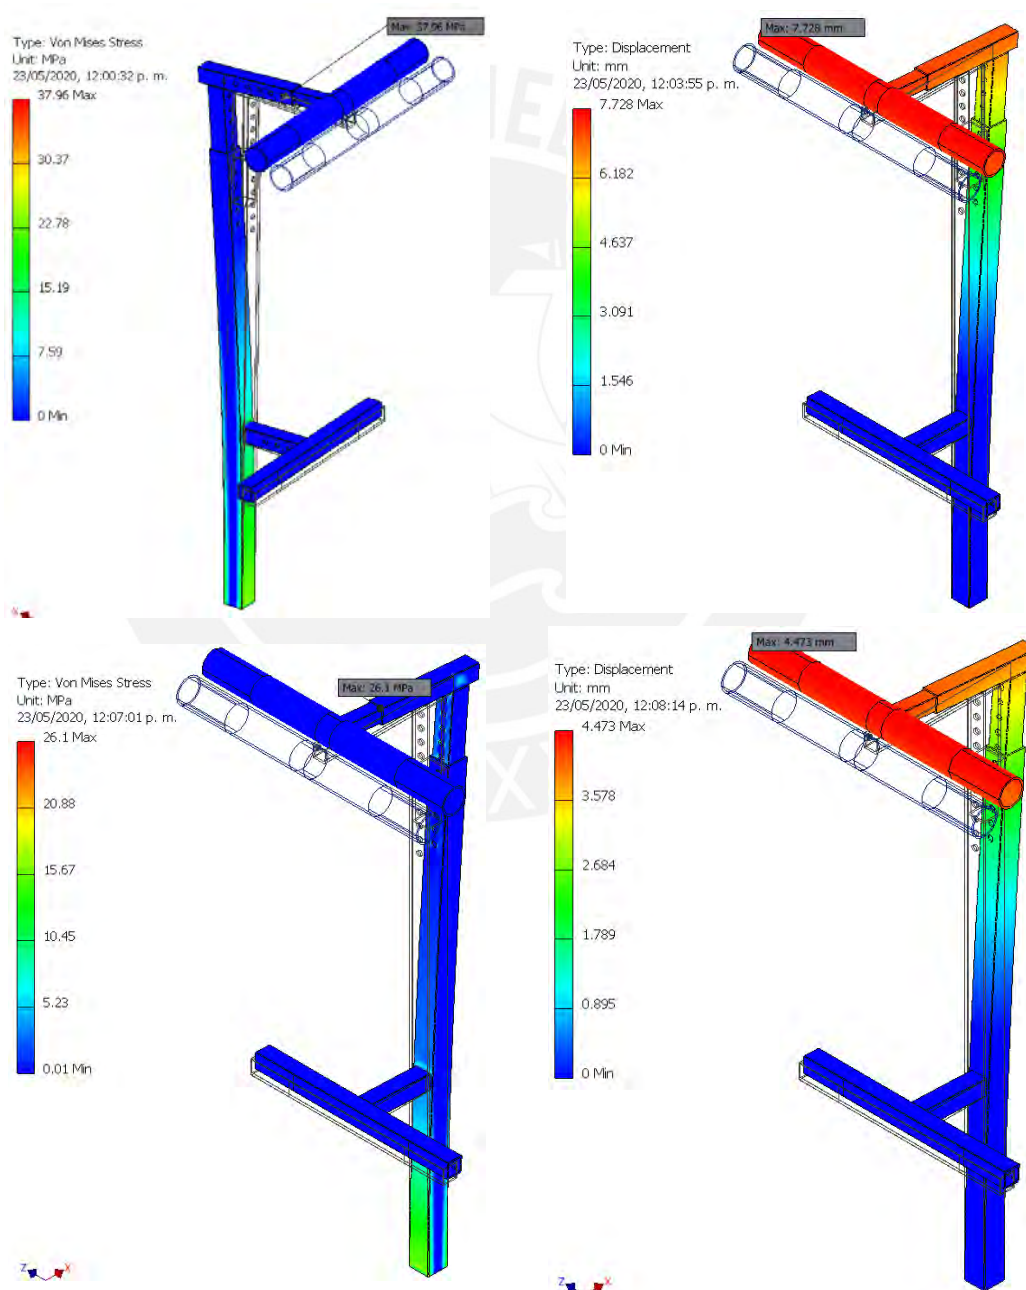 Max: 37.96 MPa
Type: Von Mises Stress
Unit: MPa
23/05/2020, 12:00:32 p. m.
37.96 Max
30.37
22.78
15.19
7.59
0 Min
Max: 7.728 mm
Type: Displacement
Unit: mm
23/05/2020, 12:03:55 p. m.
7.728 Max
6.182
4.637
3.091
1.546
0 Min
Max: 26.1 MPa
Type: Von Mises Stress
Unit: MPa
23/05/2020, 12:07:01 p. m.
26.1 Max
20.88
15.67
10.45
5.23
0.01 Min
Z X
Max: 4.473 mm
Type: Displacement
Unit: mm
23/05/2020, 12:08:14 p. m.
4.473 Max
3.578
2.684
1.789
0.895
0 Min
Z X